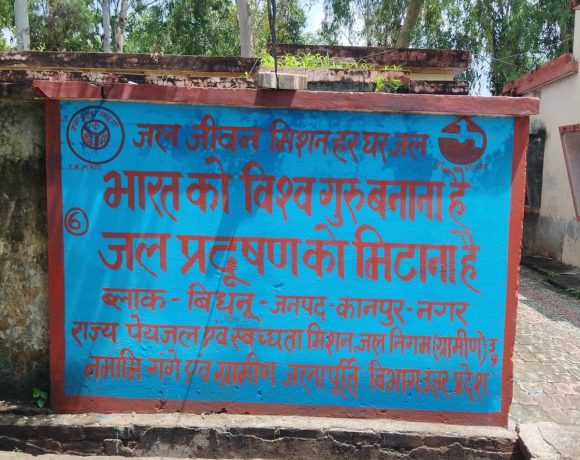 जल जीवन मिशन हर घर जल
भारत को विश्व गुरु बनाना है
६
जल प्रदूषण को मिटाना है
ब्लाक - बिधनू - जनपद - कानपुर - नगर
राज्य पेयजल एवं स्वच्छता मिशन, जल निगम (ग्रामीण) उ.प्र
नमामि गंगे एवं ग्रामीण जलापूर्ति विभाग, उत्तर प्रदेश